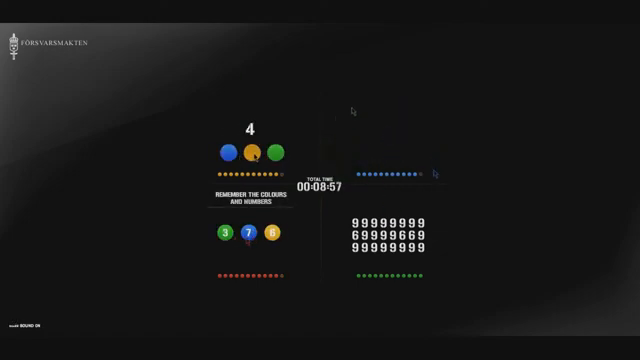 FÖRSVARSMAKTEN
4
TOTAL TIME
00:08:57
REMEMBER THE COLOURS
AND NUMBERS
3 7 6
99999999
69999669
99999999
SOUND ON